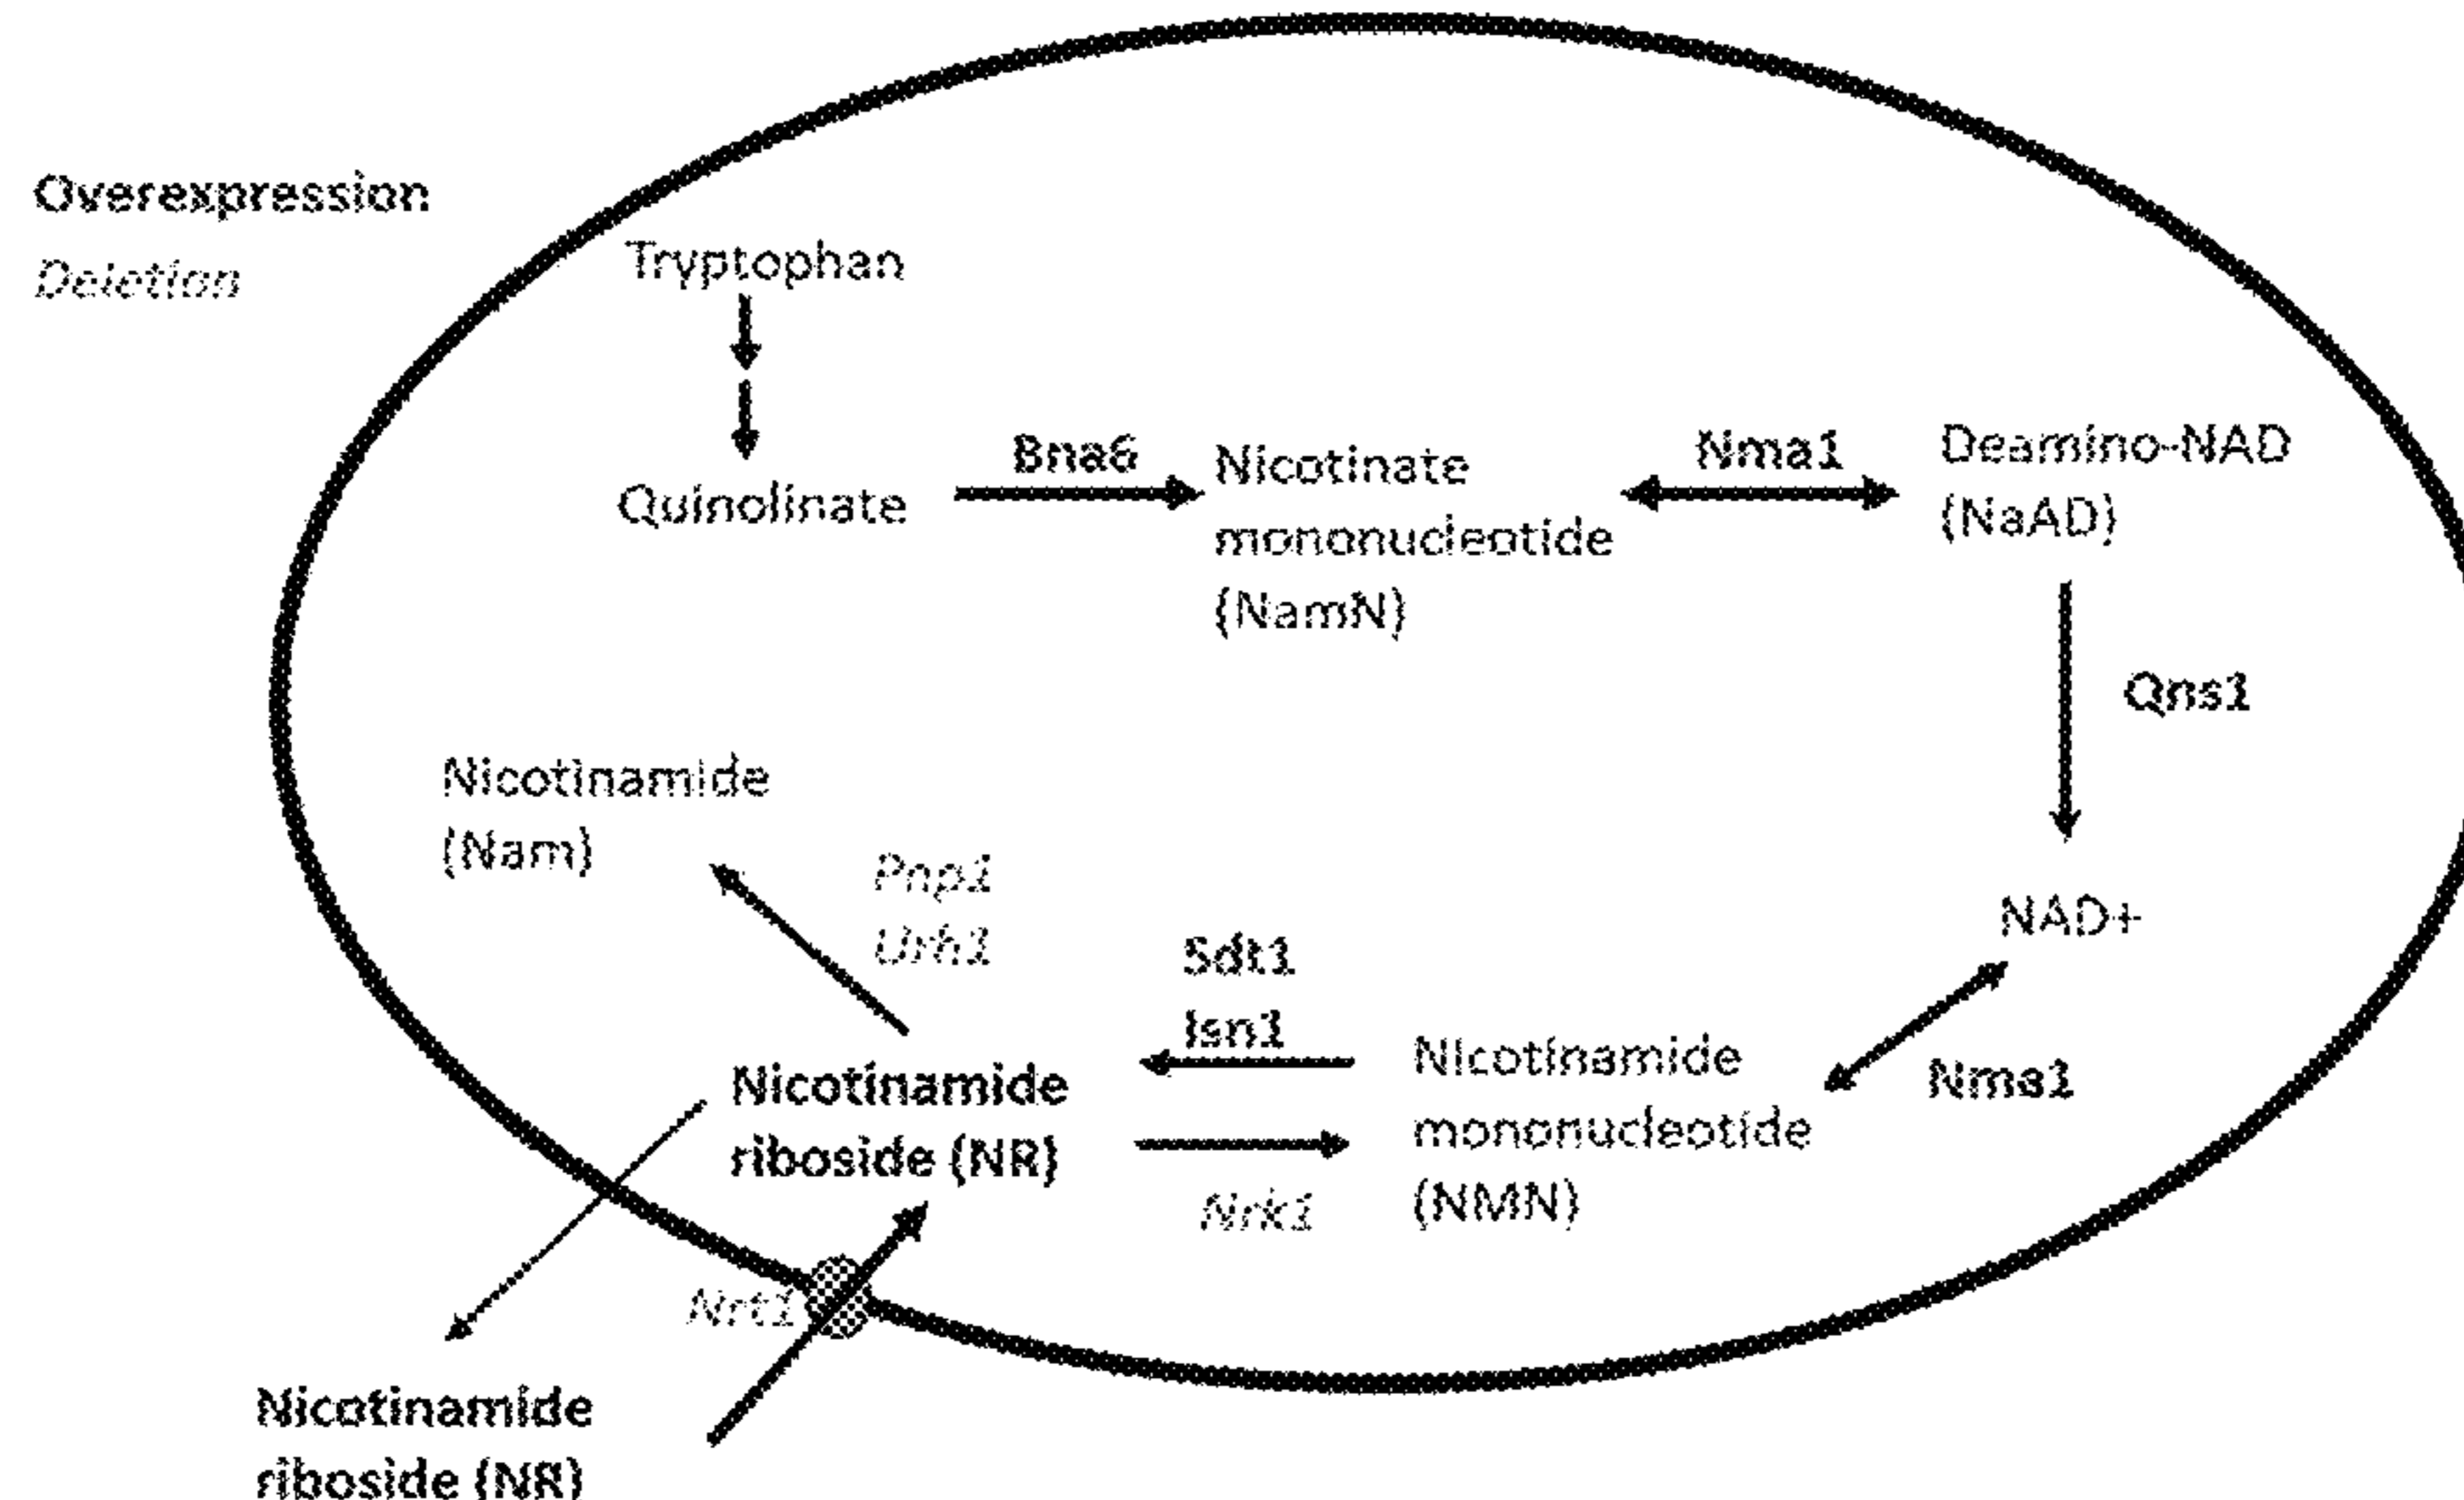 Overexpression
Deletion
Tryptophan
Quinolinate
Bna6
Nicotinate
mononucleotide
(NamN)
Nma1
Deamino-NAD
(NaAD)
Qns1
NAD+
Nma1
Nicotinamide
mononucleotide
(NMN)
Sdt1
Isn1
Nrk1
Nicotinamide
riboside (NR)
Pnp1
Urh1
Nicotinamide
(Nam)
Nrt1
Nicotinamide
riboside (NR)